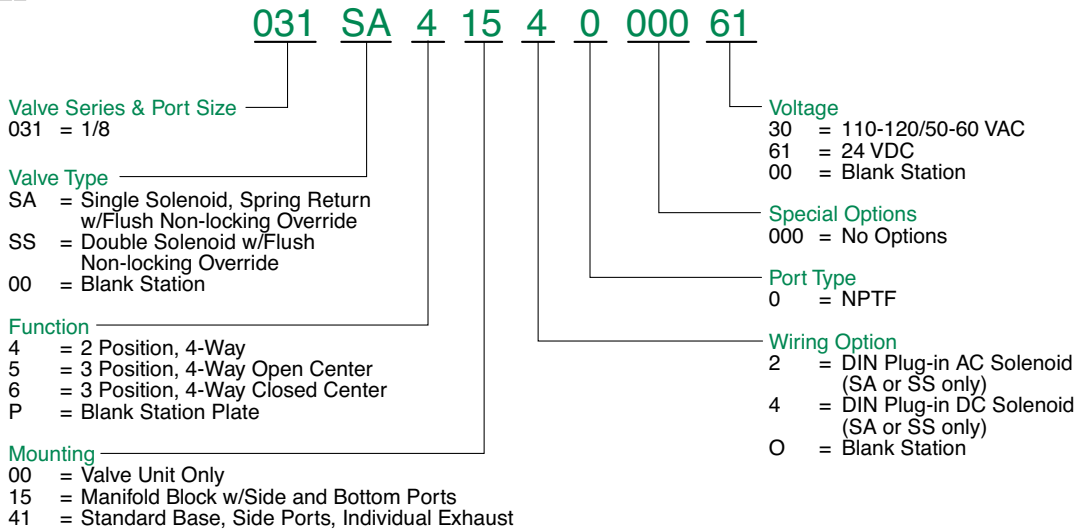 031 SA 4 15 4 0 000 61
Valve Series & Port Size
031 = 1/8
Valve Type
SA = Single Solenoid, Spring Return
w/Flush Non-locking Override
SS = Double Solenoid w/Flush
Non-locking Override
00 = Blank Station
Function
4 = 2 Position, 4-Way
5 = 3 Position, 4-Way Open Center
6 = 3 Position, 4-Way Closed Center
P = Blank Station Plate
Mounting
00 = Valve Unit Only
15 = Manifold Block w/Side and Bottom Ports
41 = Standard Base, Side Ports, Individual Exhaust
Voltage
30 = 110-120/50-60 VAC
61 = 24 VDC
00 = Blank Station
Special Options
000 = No Options
Port Type
0 = NPTF
Wiring Option
2 = DIN Plug-in AC Solenoid
(SA or SS only)
4 = DIN Plug-in DC Solenoid
(SA or SS only)
O = Blank Station